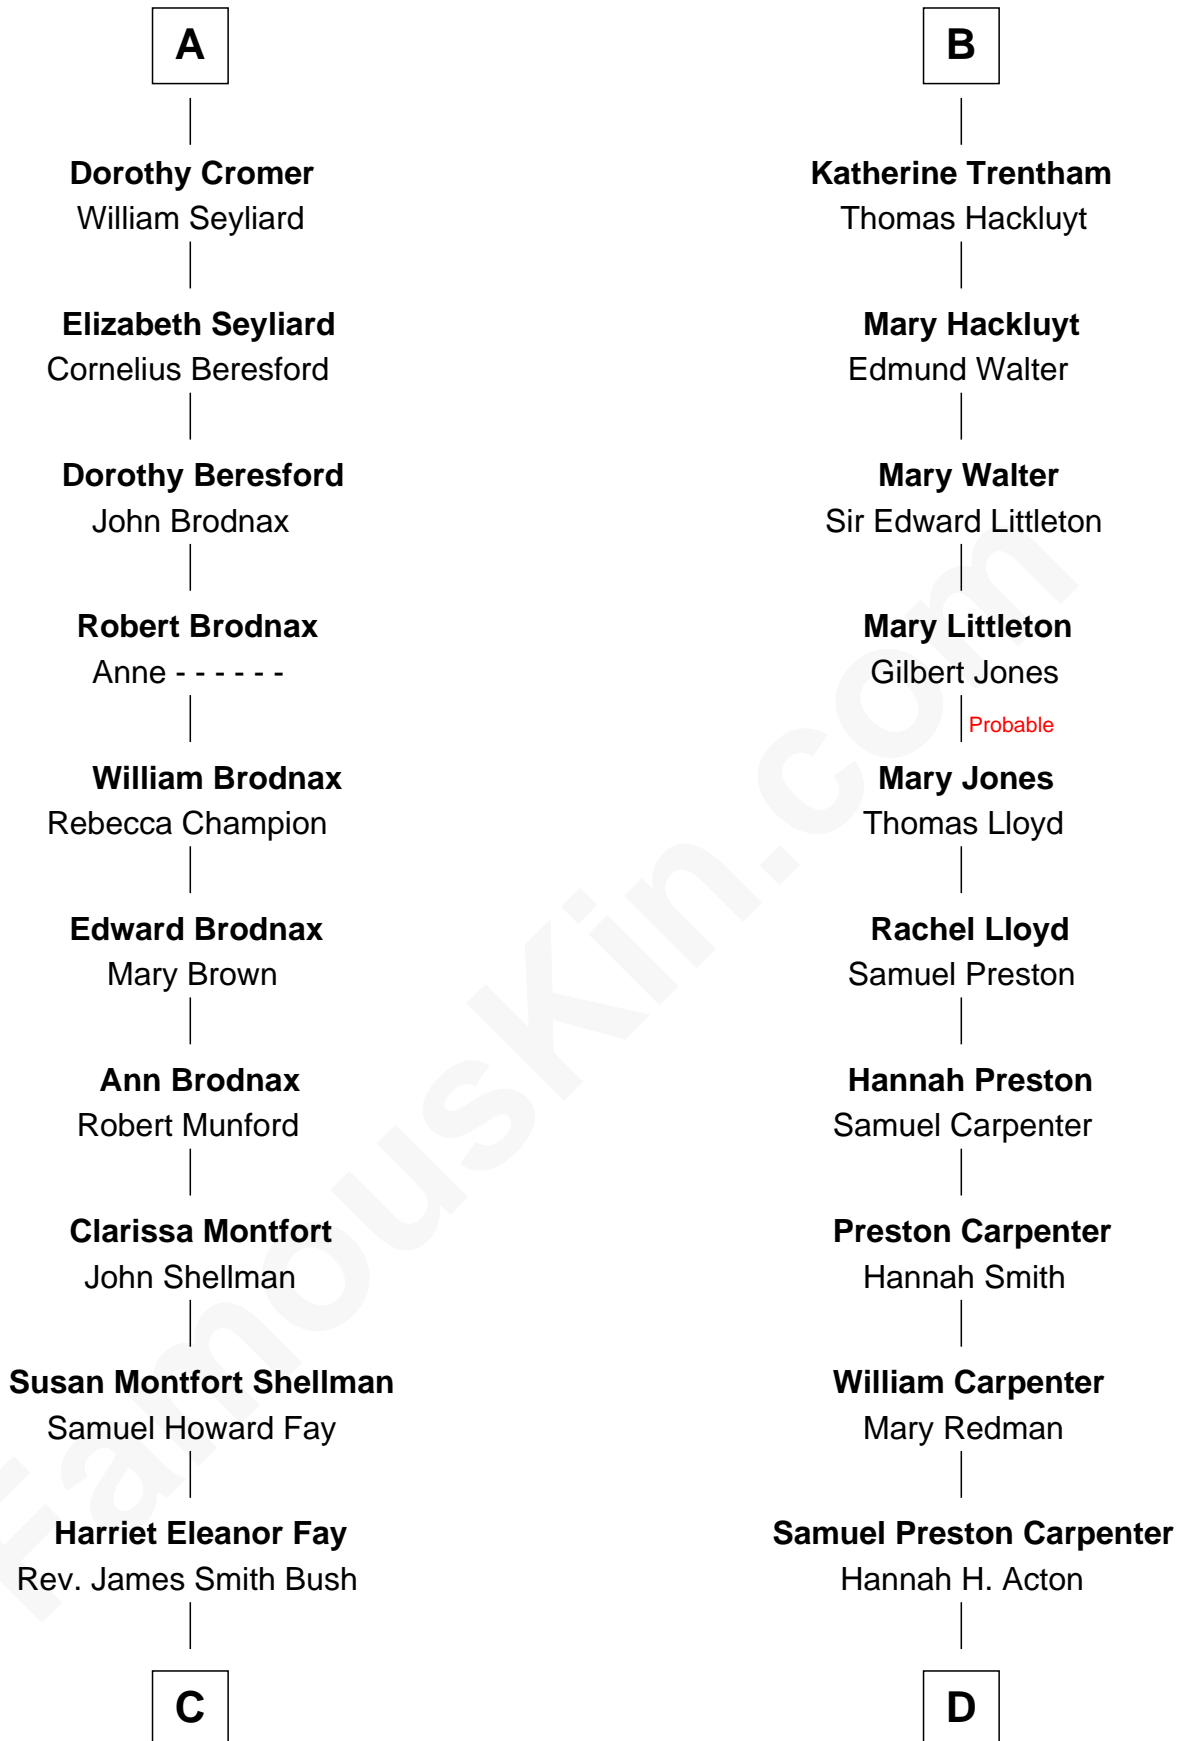 A
Dorothy Cromer
William Seyliard
Elizabeth Seyliard
Cornelius Beresford
Dorothy Beresford
John Brodnax
Robert Brodnax
Anne - - - - - -
William Brodnax
Rebecca Champion
Edward Brodnax
Mary Brown
Ann Brodnax
Robert Munford
Clarissa Montfort
John Shellman
Susan Montfort Shellman
Samuel Howard Fay
Harriet Eleanor Fay
Rev. James Smith Bush
C
B
Katherine Trentham
Thomas Hackluyt
Mary Hackluyt
Edmund Walter
Mary Walter
Sir Edward Littleton
Mary Littleton
Gilbert Jones
Probable
Mary Jones
Thomas Lloyd
Rachel Lloyd
Samuel Preston
Hannah Preston
Samuel Carpenter
Preston Carpenter
Hannah Smith
William Carpenter
Mary Redman
Samuel Preston Carpenter
Hannah H. Acton
D
FamousKin.com